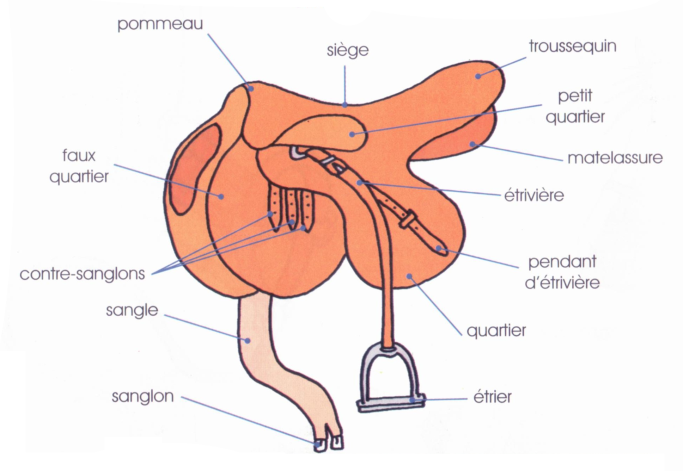 pommeau
siège
troussequin
petit
quartier
faux
quartier
matelassure
étrivière
contre-sanglons
pendant
d'étrivière
sangle
quartier
sanglon
étrier